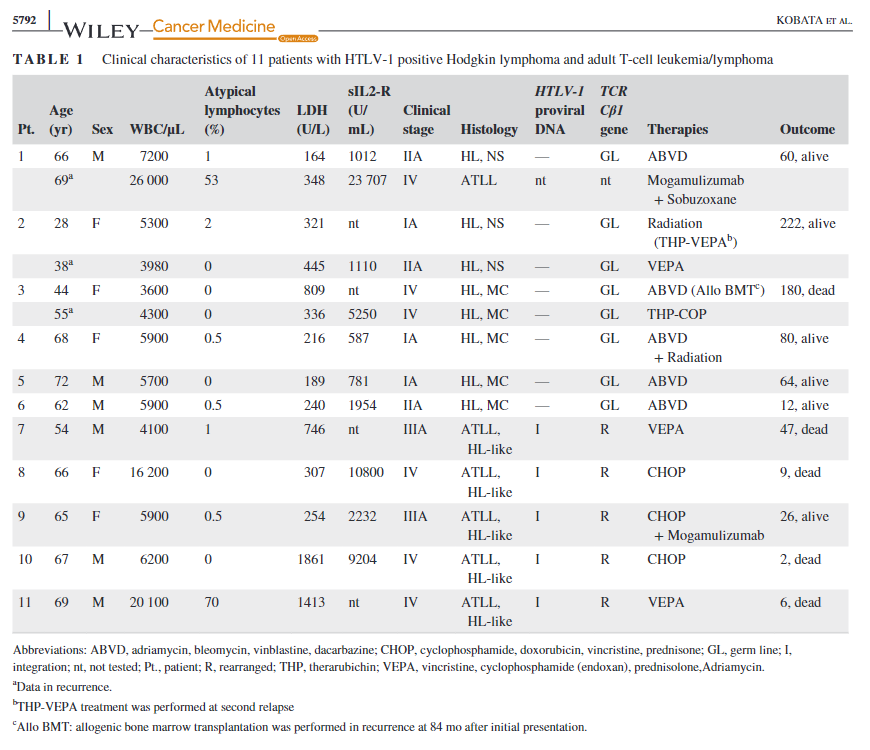 5792 WILEY Cancer Medicine Open Access KOBATA ET AL.
TABLE 1 Clinical characteristics of 11 patients with HTLV-1 positive Hodgkin lymphoma and adult T-cell leukemia/lymphoma
Atypical sIL2-R HTLV-1 TCR
Age lymphocytes LDH (U/ Clinical proviral Cβ1
Pt. (yr) Sex WBC/μL (%) (U/L) mL) stage Histology DNA gene Therapies Outcome
1 66 M 7200 1 164 1012 IIA HL, NS — GL ABVD 60, alive
69a 26 000 53 348 23 707 IV ATLL nt nt Mogamulizumab
+ Sobuzoxane
2 28 F 5300 2 321 nt IA HL, NS — GL Radiation 222, alive
(THP-VEPAb)
38a 3980 0 445 1110 IIA HL, NS — GL VEPA
3 44 F 3600 0 809 nt IV HL, MC — GL ABVD (Allo BMTc) 180, dead
55a 4300 0 336 5250 IV HL, MC — GL THP-COP
4 68 F 5900 0.5 216 587 IA HL, MC — GL ABVD 80, alive
+ Radiation
5 72 M 5700 0 189 781 IA HL, MC — GL ABVD 64, alive
6 62 M 5900 0.5 240 1954 IIA HL, MC — GL ABVD 12, alive
7 54 M 4100 1 746 nt IIIA ATLL, I R VEPA 47, dead
HL-like
8 66 F 16 200 0 307 10800 IV ATLL, I R CHOP 9, dead
HL-like
9 65 F 5900 0.5 254 2232 IIIA ATLL, I R CHOP 26, alive
HL-like + Mogamulizumab
10 67 M 6200 0 1861 9204 IV ATLL, I R CHOP 2, dead
HL-like
11 69 M 20 100 70 1413 nt IV ATLL, I R VEPA 6, dead
HL-like
Abbreviations: ABVD, adriamycin, bleomycin, vinblastine, dacarbazine; CHOP, cyclophosphamide, doxorubicin, vincristine, prednisone; GL, germ line; I,
integration; nt, not tested; Pt., patient; R, rearranged; THP, therarubichin; VEPA, vincristine, cyclophosphamide (endoxan), prednisolone,Adriamycin.
aData in recurrence.
bTHP-VEPA treatment was performed at second relapse
cAllo BMT: allogenic bone marrow transplantation was performed in recurrence at 84 mo after initial presentation.